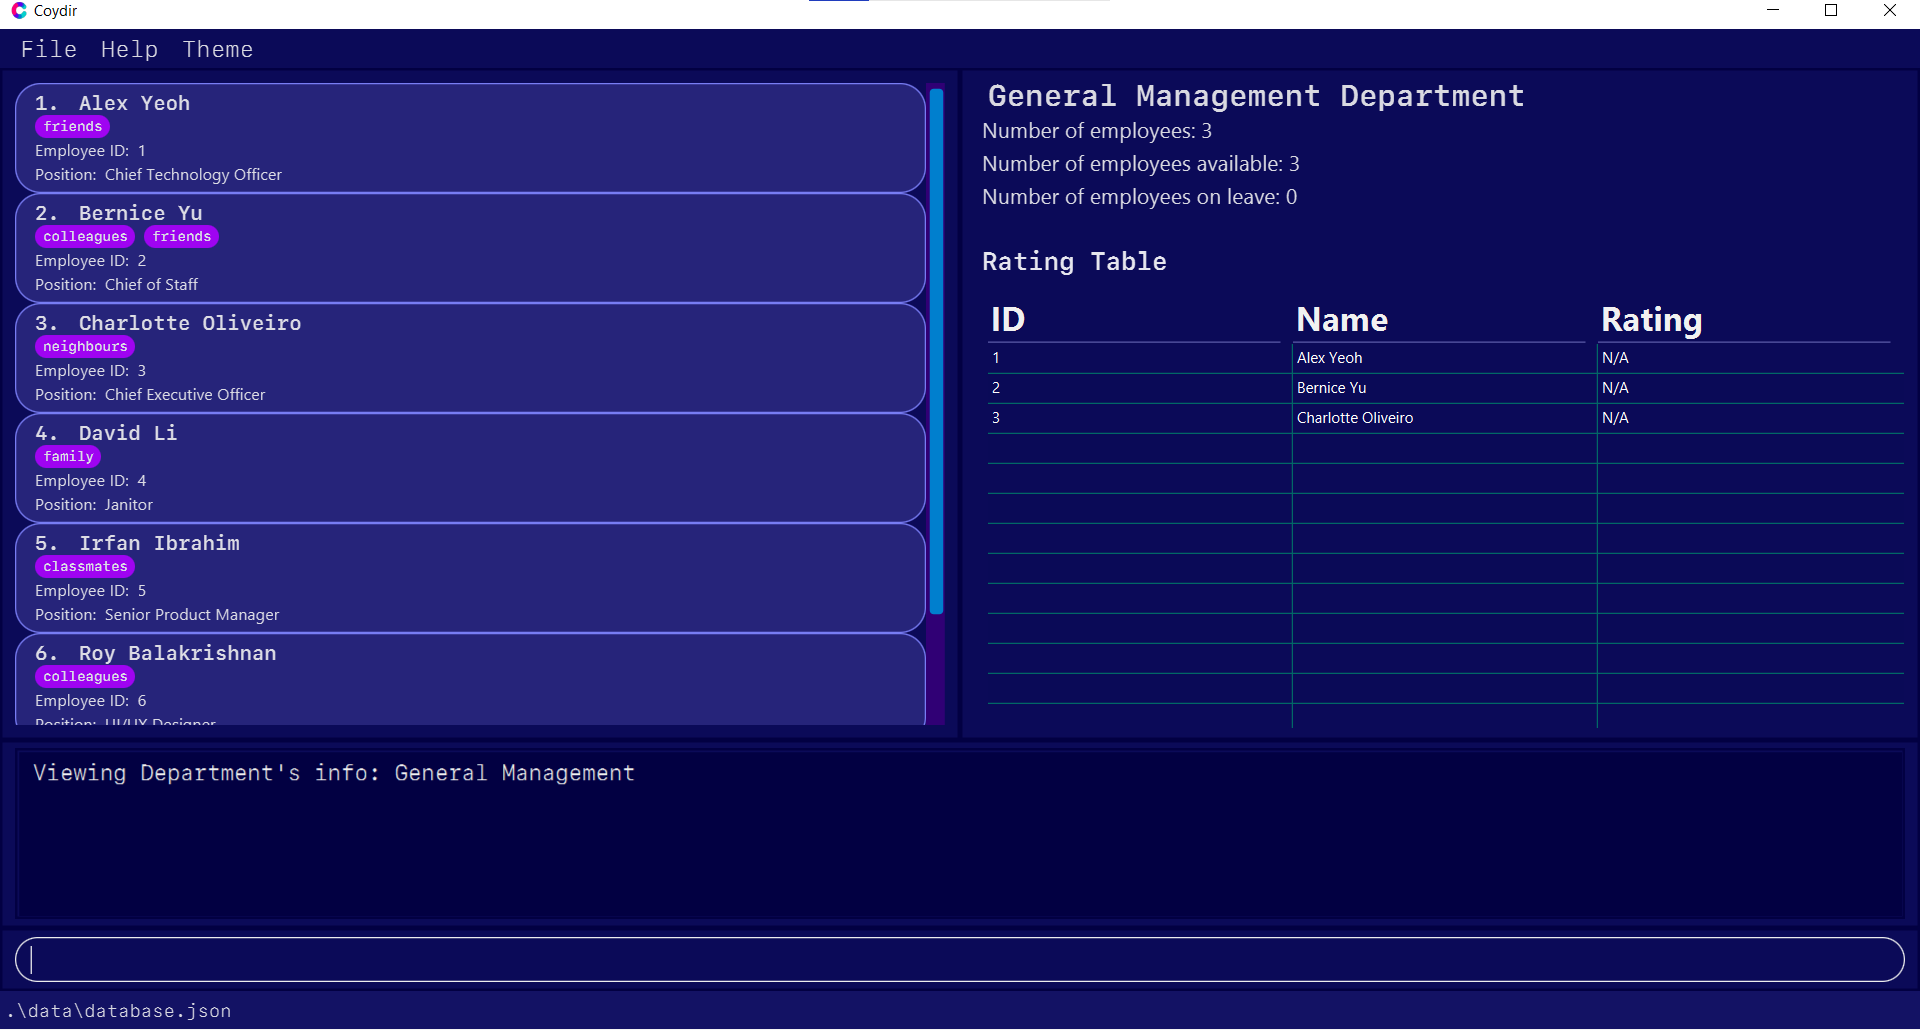 Coydir
File Help Theme
1. Alex Yeoh
friends
Employee ID: 1
Position: Chief Technology Officer
2. Bernice Yu
colleagues friends
Employee ID: 2
Position: Chief of Staff
3. Charlotte Oliveiro
neighbours
Employee ID: 3
Position: Chief Executive Officer
4. David Li
family
Employee ID: 4
Position: Janitor
5. Irfan Ibrahim
classmates
Employee ID: 5
Position: Senior Product Manager
6. Roy Balakrishnan
colleagues
Employee ID: 6
Position: UI/UX Designer
General Management Department
Number of employees: 3
Number of employees available: 3
Number of employees on leave: 0
Rating Table
ID Name Rating
1 Alex Yeoh N/A
2 Bernice Yu N/A
3 Charlotte Oliveiro N/A
Viewing Department's info: General Management
.\data\database.json